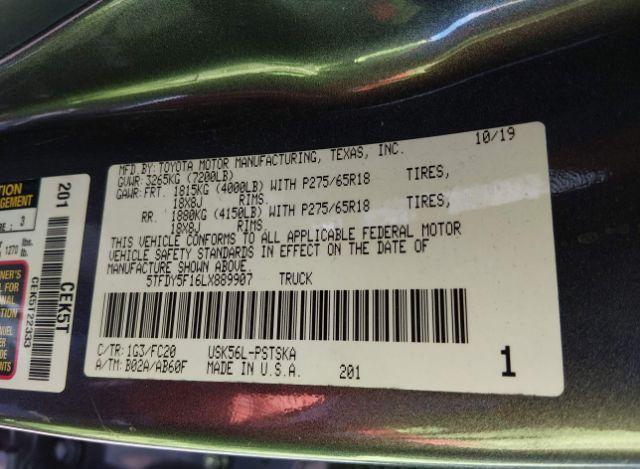 10/19
MFD.BY:TOYOTA MOTOR MANUFACTURING, TEXAS, INC.
GVWR: 3265KG (7200LB)
GAWR:FRT. 1815KG (4000LB) WITH P275/65R18 TIRES,
18X8J RIMS.
RR. 1880KG (4150LB) WITH P275/65R18 TIRES,
18X8J RIMS.
THIS VEHICLE CONFORMS TO ALL APPLICABLE FEDERAL MOTOR
VEHICLE SAFETY STANDARDS IN EFFECT ON THE DATE OF
MANUFACTURE SHOWN ABOVE.
5TFDY5F16LX889907 TRUCK
C/TR: 1G3/FC20 USK56L-PSTSKA
A/TM: B02A/AB60F MADE IN U.S.A. 201 1
3
1270 lbs.
201
CEK5T